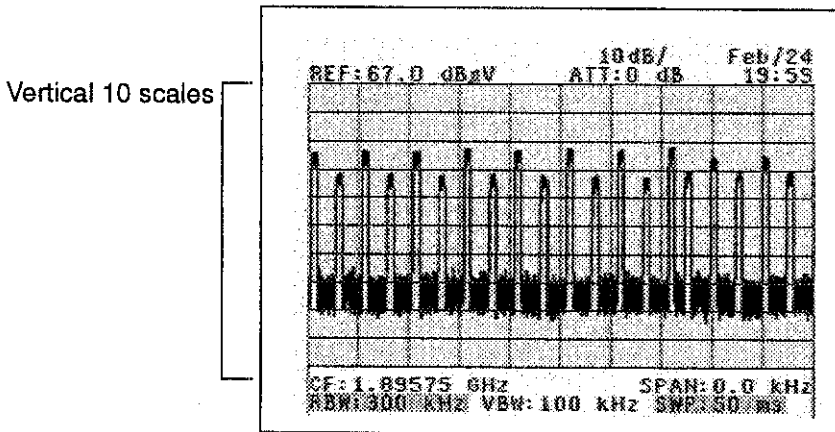 10dB/ Feb/24
REF:67.0 dBμV ATT:0 dB 19:55
Vertical 10 scales
CF:1.89575 GHz SPAN:0.0 kHz
RBW:300 kHz VBW:100 kHz SWP:50 ms